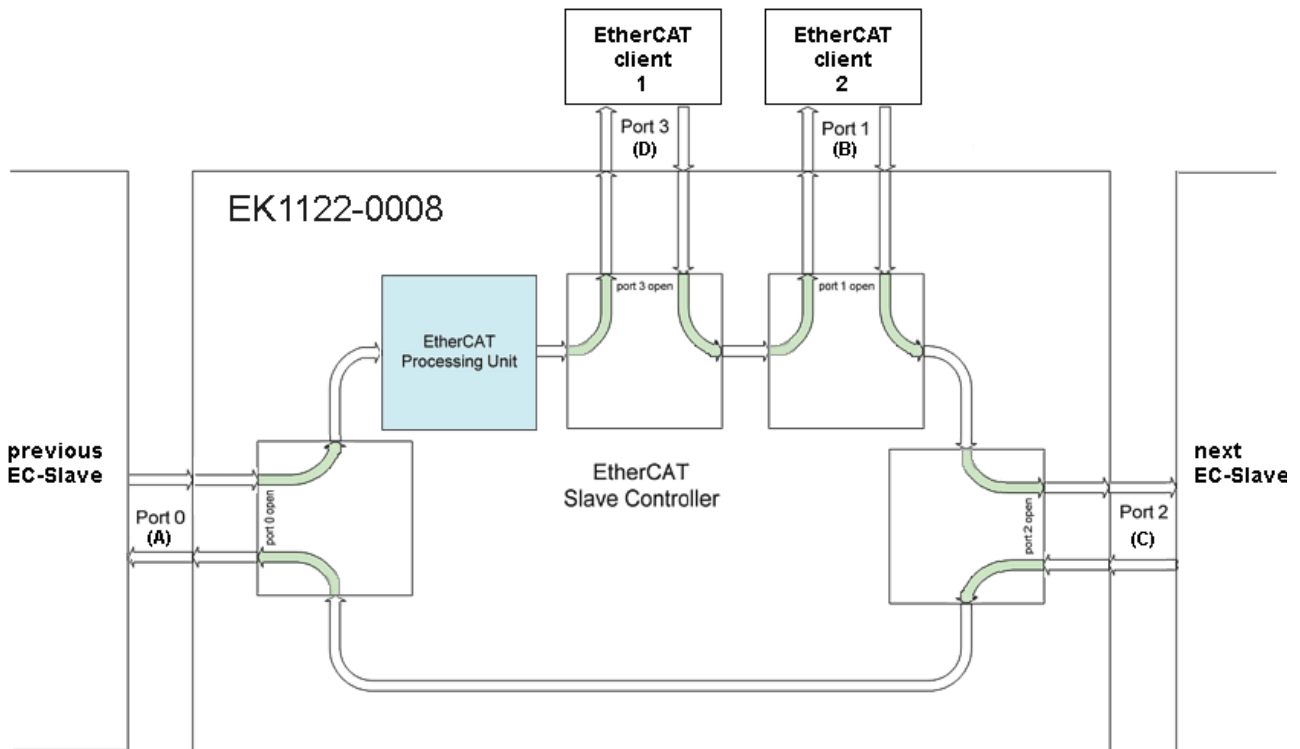 EtherCAT
client
1
EtherCAT
client
2
Port 3
(D)
Port 1
(B)
EK1122-0008
port 3 open
port 1 open
EtherCAT
Processing Unit
previous
EC-Slave
next
EC-Slave
EtherCAT
Slave Controller
Port 0
(A)
port 0 open
port 2 open
Port 2
(C)